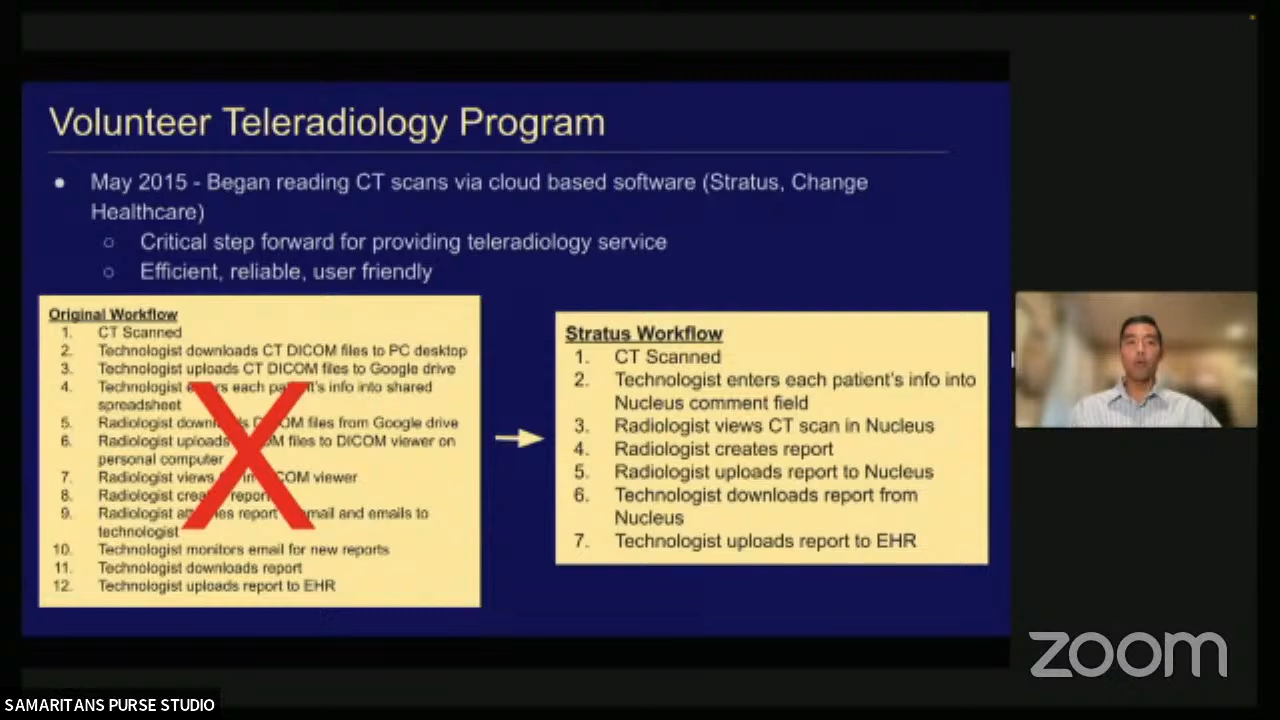 Volunteer Teleradiology Program
● May 2015 - Began reading CT scans via cloud based software (Stratus, Change
Healthcare)
○ Critical step forward for providing teleradiology service
○ Efficient, reliable, user friendly
Original Workflow
1. CT Scanned
2. Technologist downloads CT DICOM files to PC desktop
3. Technologist uploads CT DICOM files to Google drive
4. Technologist enters each patient's info into shared
spreadsheet
5. Radiologist downloads DICOM files from Google drive
6. Radiologist uploads files to DICOM viewer on
personal computer
7. Radiologist views in DICOM viewer
8. Radiologist creates report
9. Radiologist attaches report email and emails to
technologist
10. Technologist monitors email for new reports
11. Technologist downloads report
12. Technologist uploads report to EHR
Stratus Workflow
1. CT Scanned
2. Technologist enters each patient's info into
Nucleus comment field
3. Radiologist views CT scan in Nucleus
4. Radiologist creates report
5. Radiologist uploads report to Nucleus
6. Technologist downloads report from
Nucleus
7. Technologist uploads report to EHR
zoom
SAMARITANS PURSE STUDIO